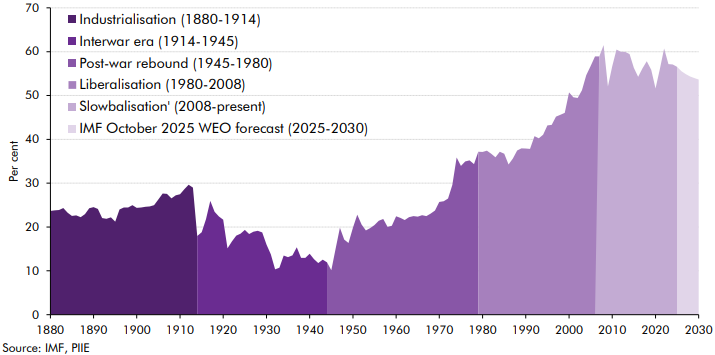 70
60
50
40
30
20
10
0
Per cent
Industrialisation (1880-1914)
Interwar era (1914-1945)
Post-war rebound (1945-1980)
Liberalisation (1980-2008)
Slowbalisation' (2008-present)
IMF October 2025 WEO forecast (2025-2030)
1880 1890 1900 1910 1920 1930 1940 1950 1960 1970 1980 1990 2000 2010 2020 2030
Source: IMF, PIIE